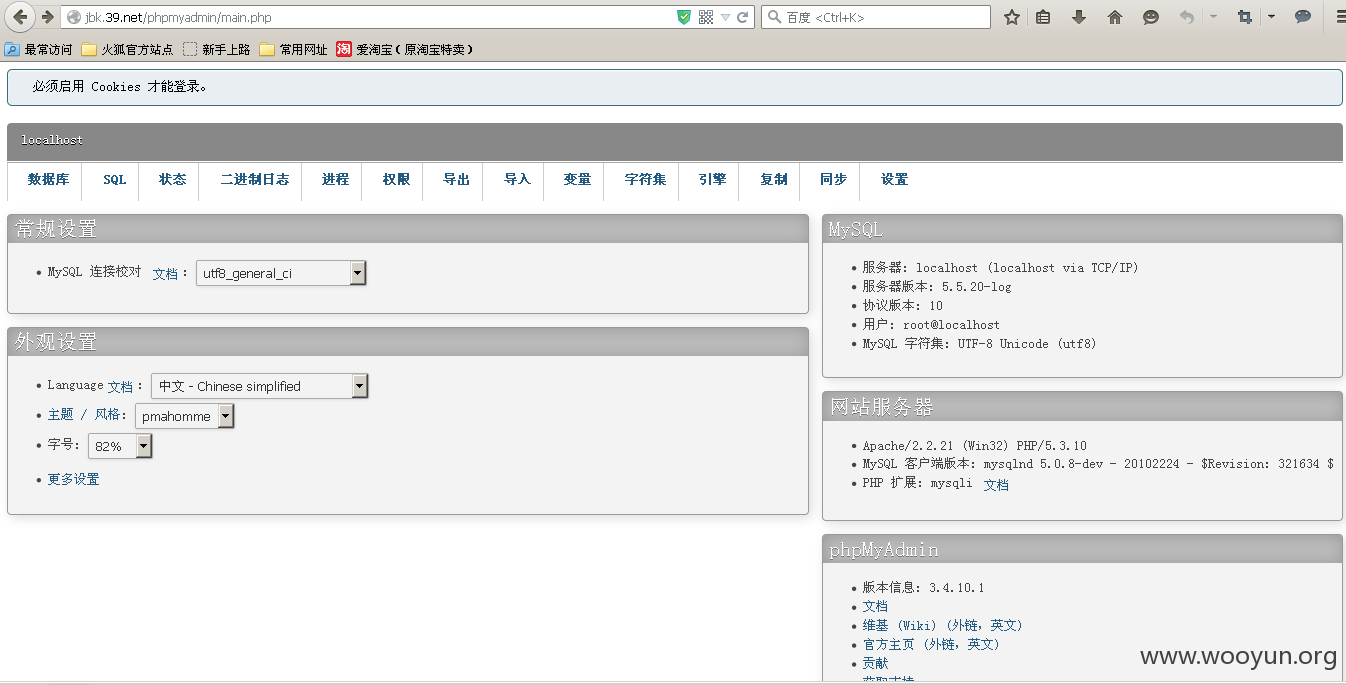 jbk.39.net/phpmyadmin/main.php
百度 <Ctrl+K>
最常访问 火狐官方站点 新手上路 常用网址 淘 爱淘宝（原淘宝特卖）
必须启用 Cookies 才能登录。
localhost
数据库 SQL 状态 二进制日志 进程 权限 导出 导入 变量 字符集 引擎 复制 同步 设置
常规设置
MySQL 连接校对 文档 : utf8_general_ci
外观设置
Language 文档 : 中文 - Chinese simplified
主题 / 风格: pmahomme
字号: 82%
更多设置
MySQL
服务器: localhost (localhost via TCP/IP)
服务器版本: 5.5.20-log
协议版本: 10
用户: root@localhost
MySQL 字符集: UTF-8 Unicode (utf8)
网站服务器
Apache/2.2.21 (Win32) PHP/5.3.10
MySQL 客户端版本: mysqlnd 5.0.8-dev - 20102224 - $Revision: 321634 $
PHP 扩展: mysqli 文档
phpMyAdmin
版本信息: 3.4.10.1
文档
维基 (Wiki) (外链，英文)
官方主页 (外链，英文)
贡献
www.wooyun.org